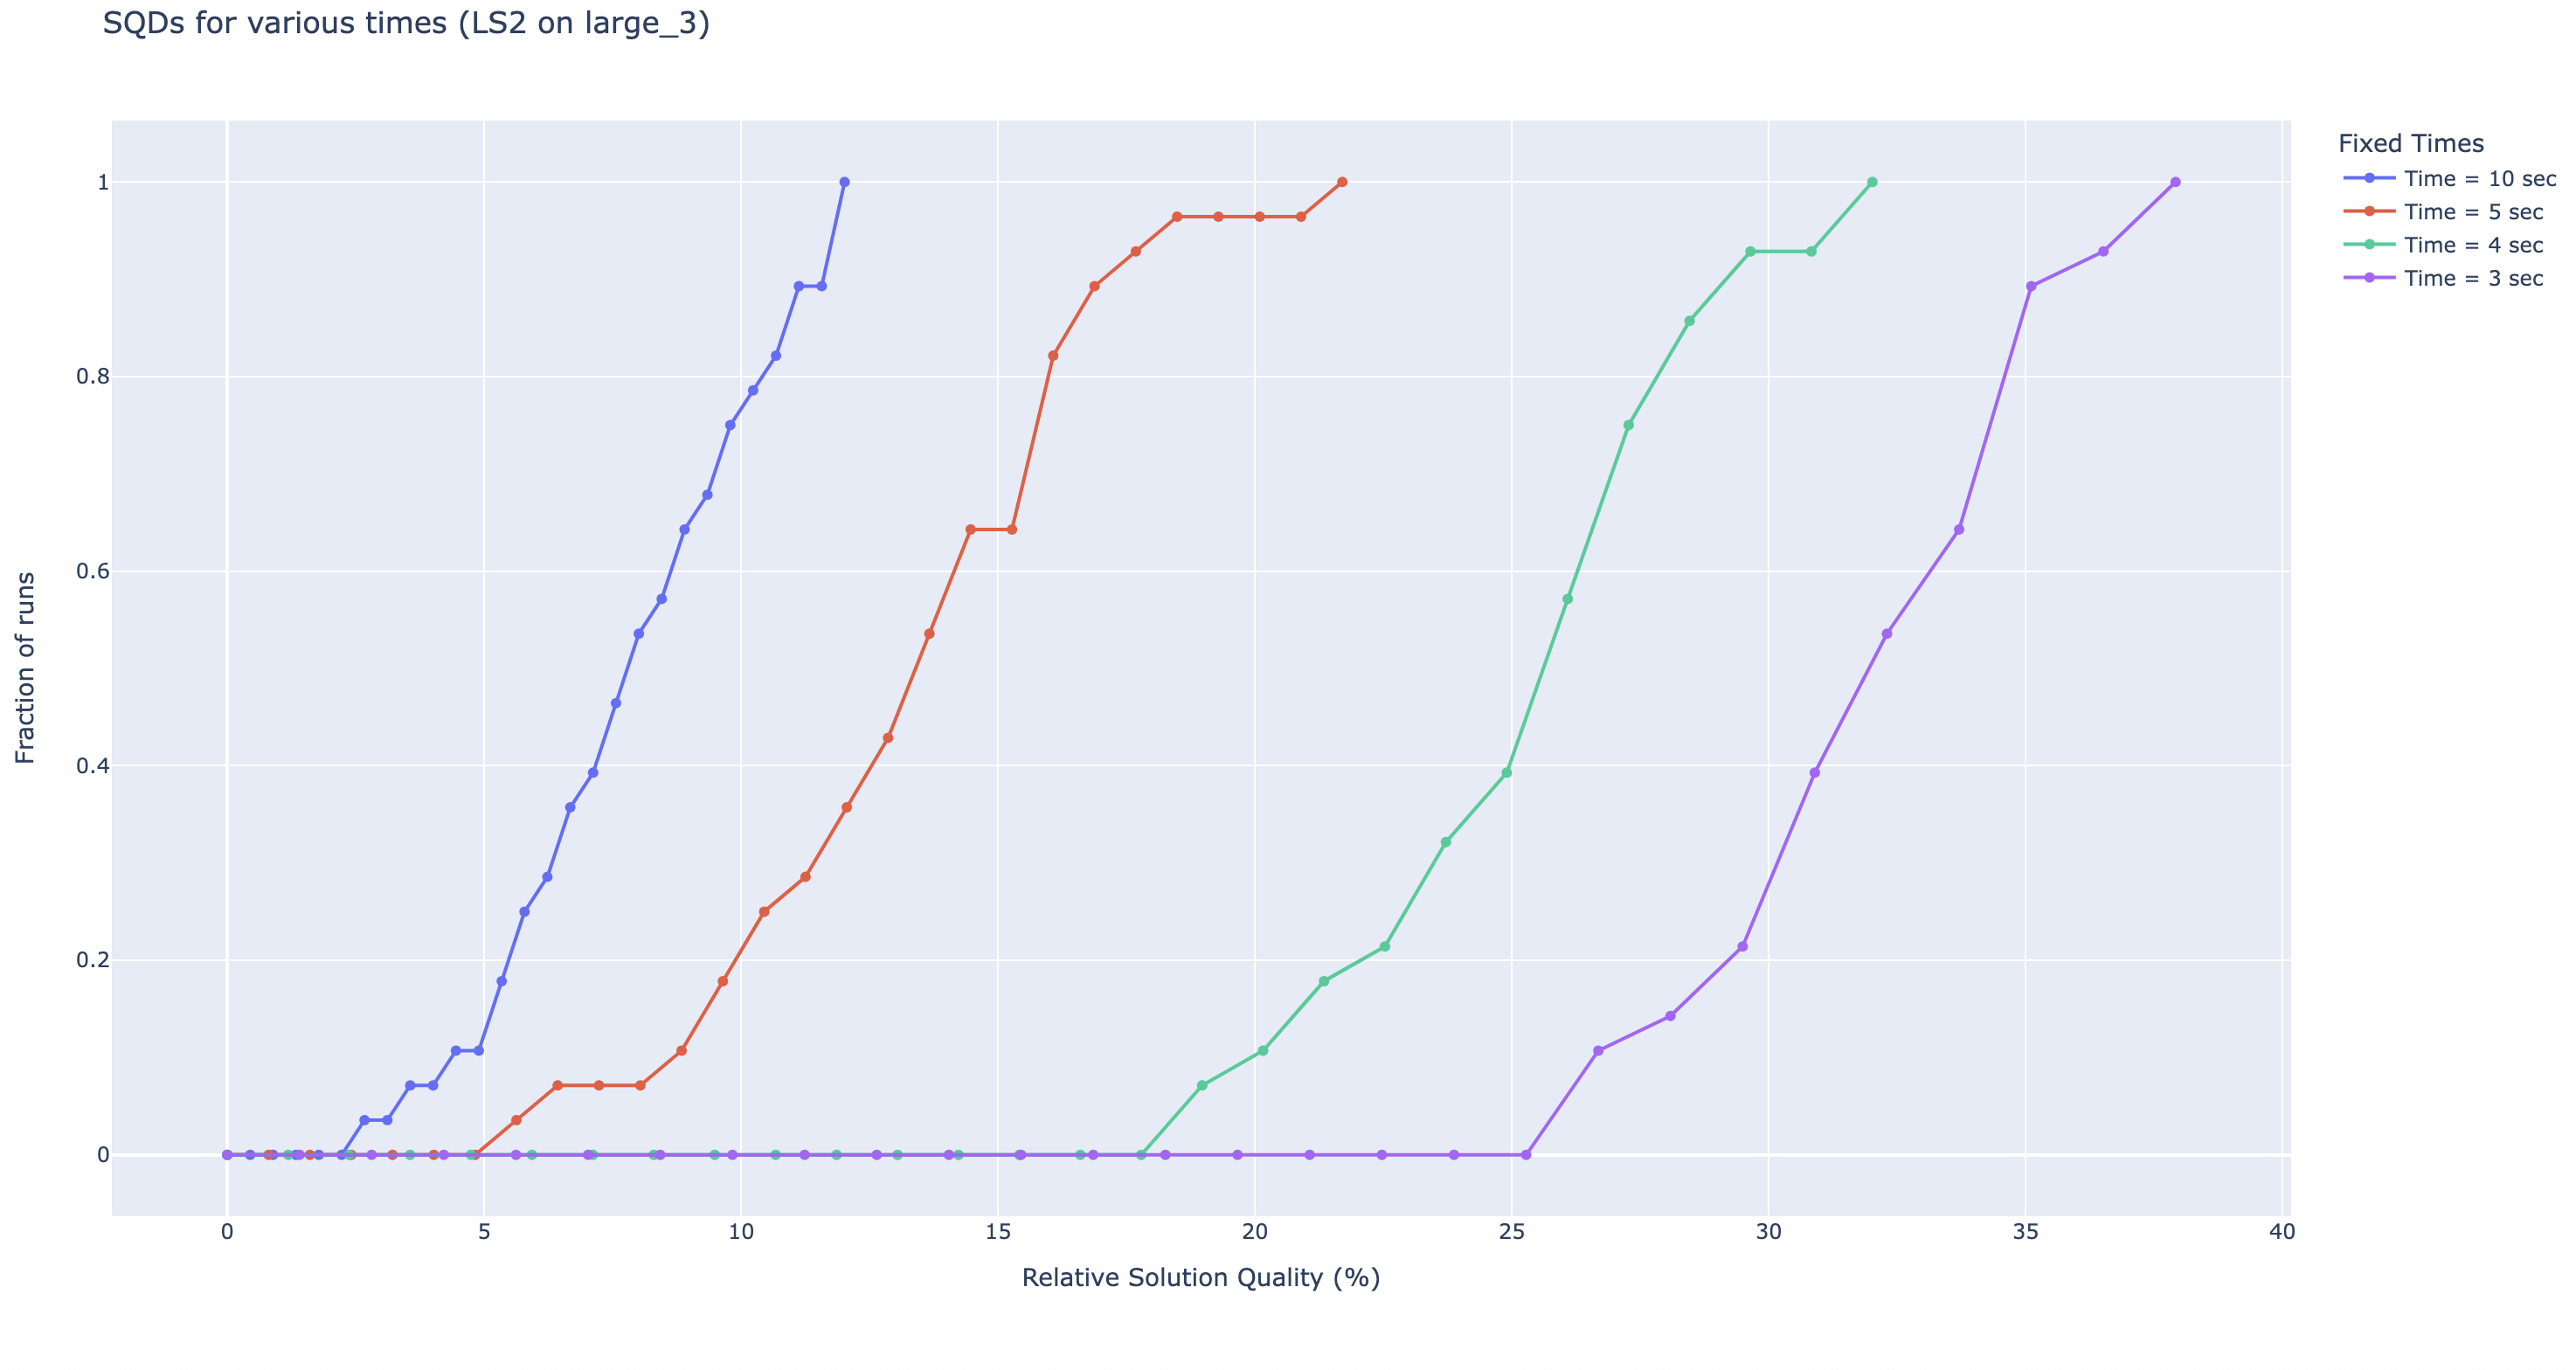 SQDs for various times (LS2 on large_3)
Fixed Times
Time = 10 sec
Time = 5 sec
Time = 4 sec
Time = 3 sec
Fraction of runs
1
0.8
0.6
0.4
0.2
0
0 5 10 15 20 25 30 35 40
Relative Solution Quality (%)